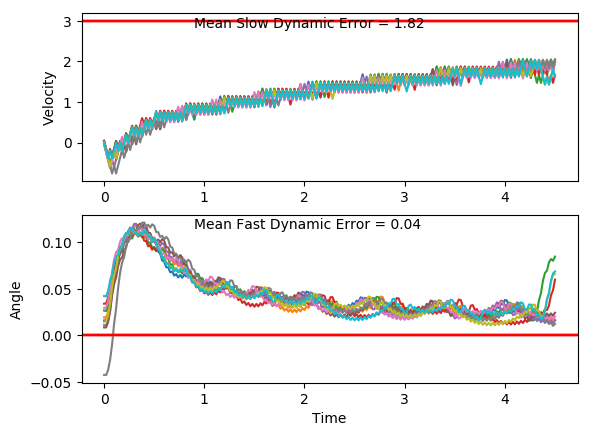 Mean Slow Dynamic Error = 1.82
3
2
1
0
Velocity
0 1 2 3 4
Mean Fast Dynamic Error = 0.04
0.10
0.05
0.00
−0.05
Angle
0 1 2 3 4
Time